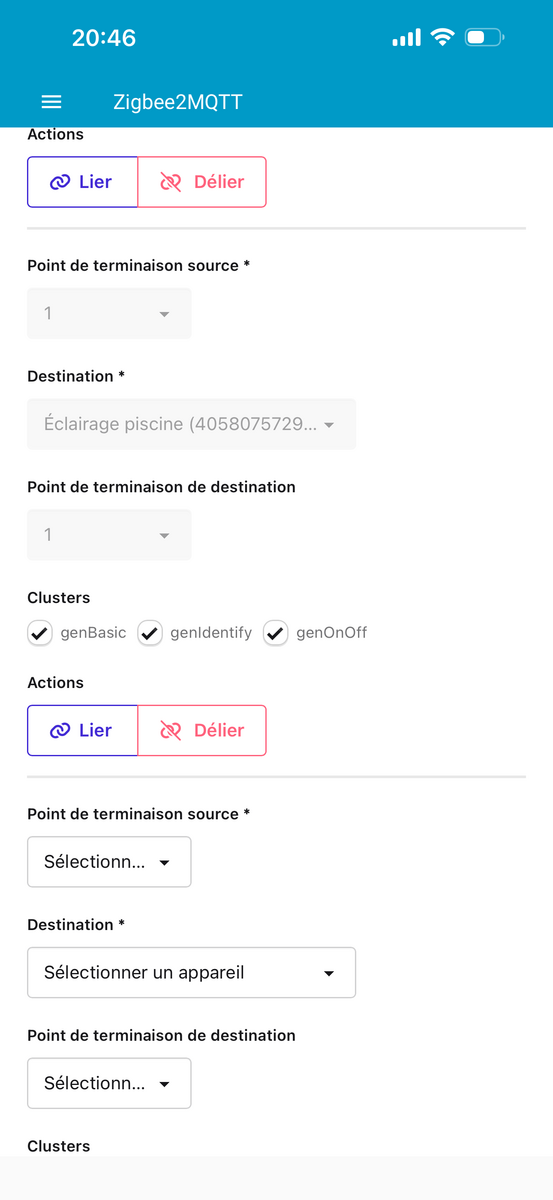 20:46
Zigbee2MQTT
Actions
Lier Délier
Point de terminaison source *
1
Destination *
Éclairage piscine (4058075729...
Point de terminaison de destination
1
Clusters
genBasic genIdentify genOnOff
Actions
Lier Délier
Point de terminaison source *
Sélectionn...
Destination *
Sélectionner un appareil
Point de terminaison de destination
Sélectionn...
Clusters